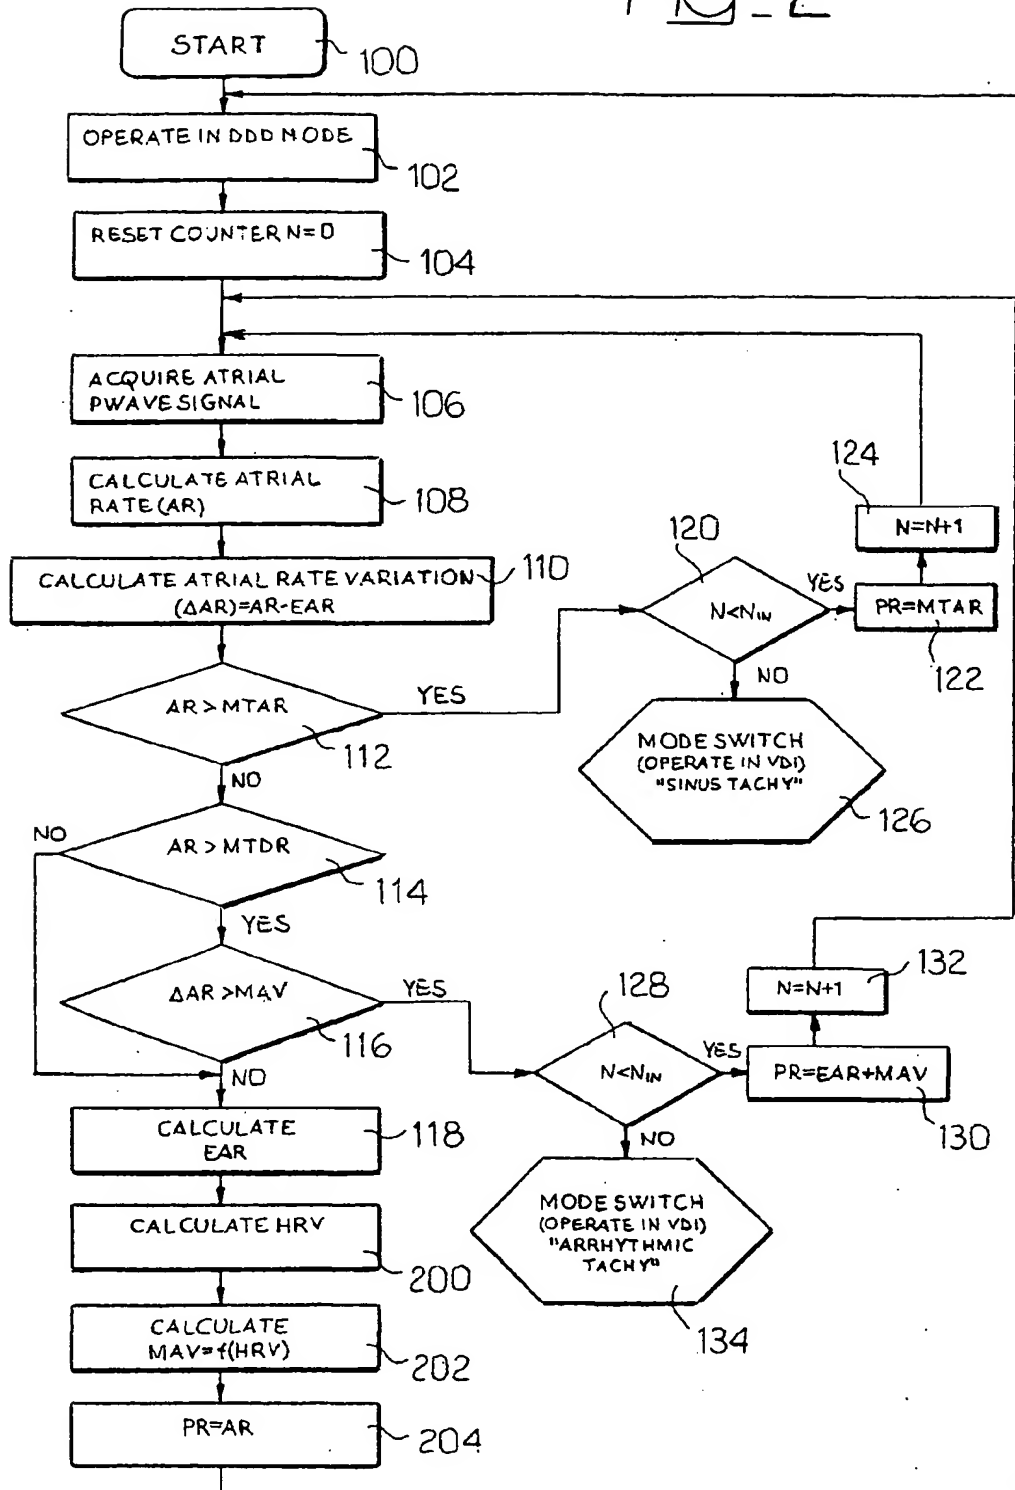 FIG_2
START
100
OPERATE IN DDD MODE
102
RESET COUNTER N=0
104
ACQUIRE ATRIAL
PWAVE SIGNAL
106
CALCULATE ATRIAL
RATE (AR)
108
CALCULATE ATRIAL RATE VARIATION
(ΔAR)=AR-EAR
110
AR>MTAR
112
YES
NO
120
N<NIN
YES
NO
PR=MTAR
122
124
N=N+1
MODE SWITCH
(OPERATE IN VDI)
"SINUS TACHY"
126
AR>MTDR
114
NO
YES
ΔAR>MAV
116
YES
NO
128
N<NIN
YES
NO
PR=EAR+MAV
130
N=N+1
132
MODE SWITCH
(OPERATE IN VDI)
"ARRHYTHMIC
TACHY"
134
CALCULATE
EAR
118
CALCULATE HRV
200
CALCULATE
MAV=f(HRV)
202
PR=AR
204